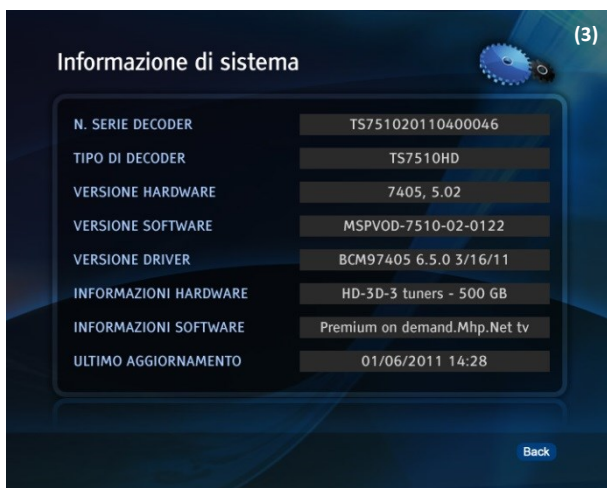 (3)
Informazione di sistema
N. SERIE DECODER TS751020110400046
TIPO DI DECODER TS7510HD
VERSIONE HARDWARE 7405, 5.02
VERSIONE SOFTWARE MSPVOD-7510-02-0122
VERSIONE DRIVER BCM97405 6.5.0 3/16/11
INFORMAZIONI HARDWARE HD-3D-3 tuners - 500 GB
INFORMAZIONI SOFTWARE Premium on demand.Mhp.Net tv
ULTIMO AGGIORNAMENTO 01/06/2011 14:28
Back